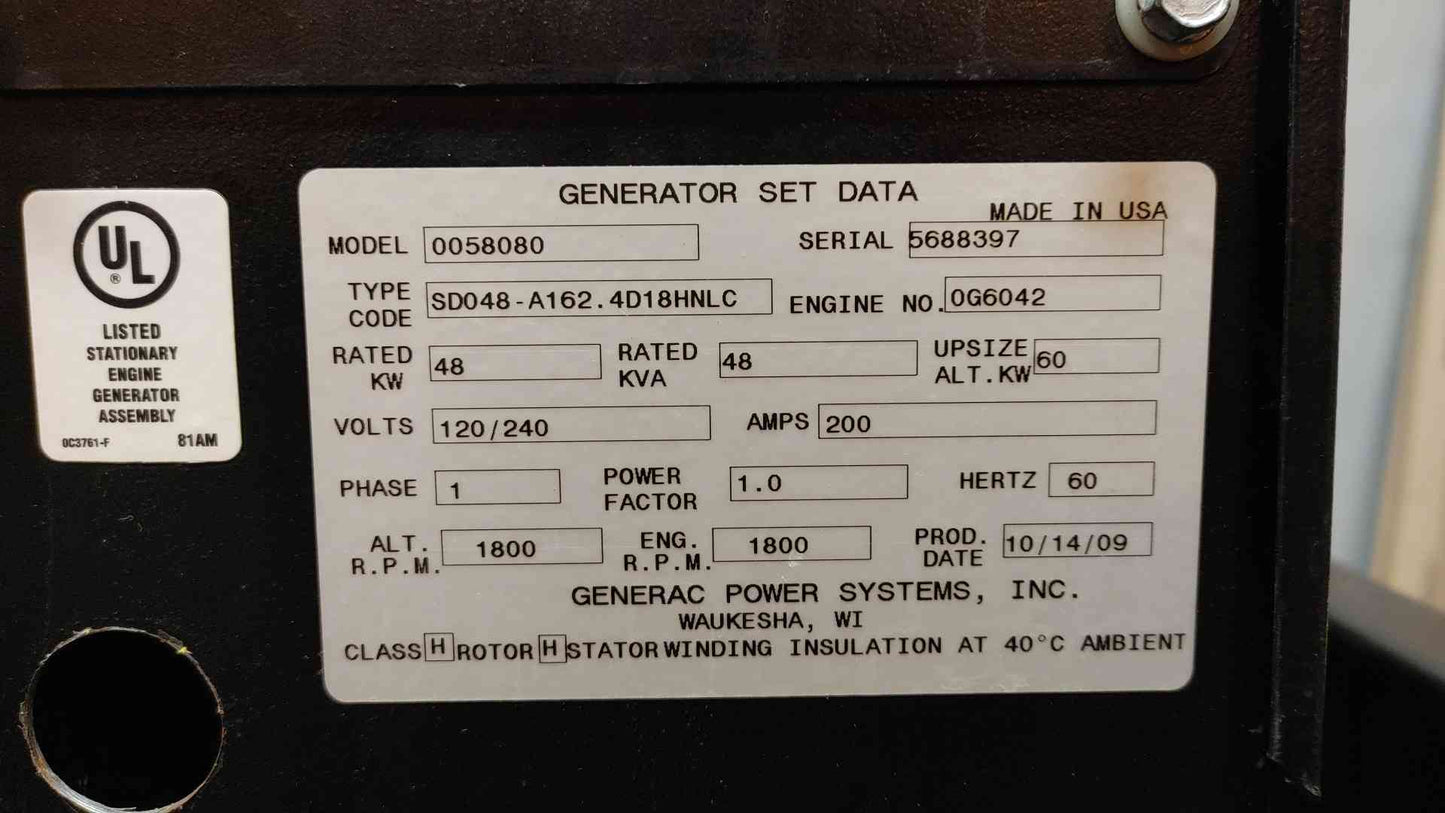 UL
®
LISTED
STATIONARY
ENGINE
GENERATOR
ASSEMBLY
0C3761-F 81AM
GENERATOR SET DATA
MADE IN USA
MODEL 0058080 SERIAL 5688397
TYPE CODE SD048-A162.4D18HNLC ENGINE NO. 0G6042
RATED KW 48 RATED KVA 48 UPSIZE ALT.KW 60
VOLTS 120/240 AMPS 200
PHASE 1 POWER FACTOR 1.0 HERTZ 60
ALT. R.P.M. 1800 ENG. R.P.M. 1800 PROD. DATE 10/14/09
GENERAC POWER SYSTEMS, INC.
WAUKESHA, WI
CLASS H ROTOR H STATOR WINDING INSULATION AT 40°C AMBIENT